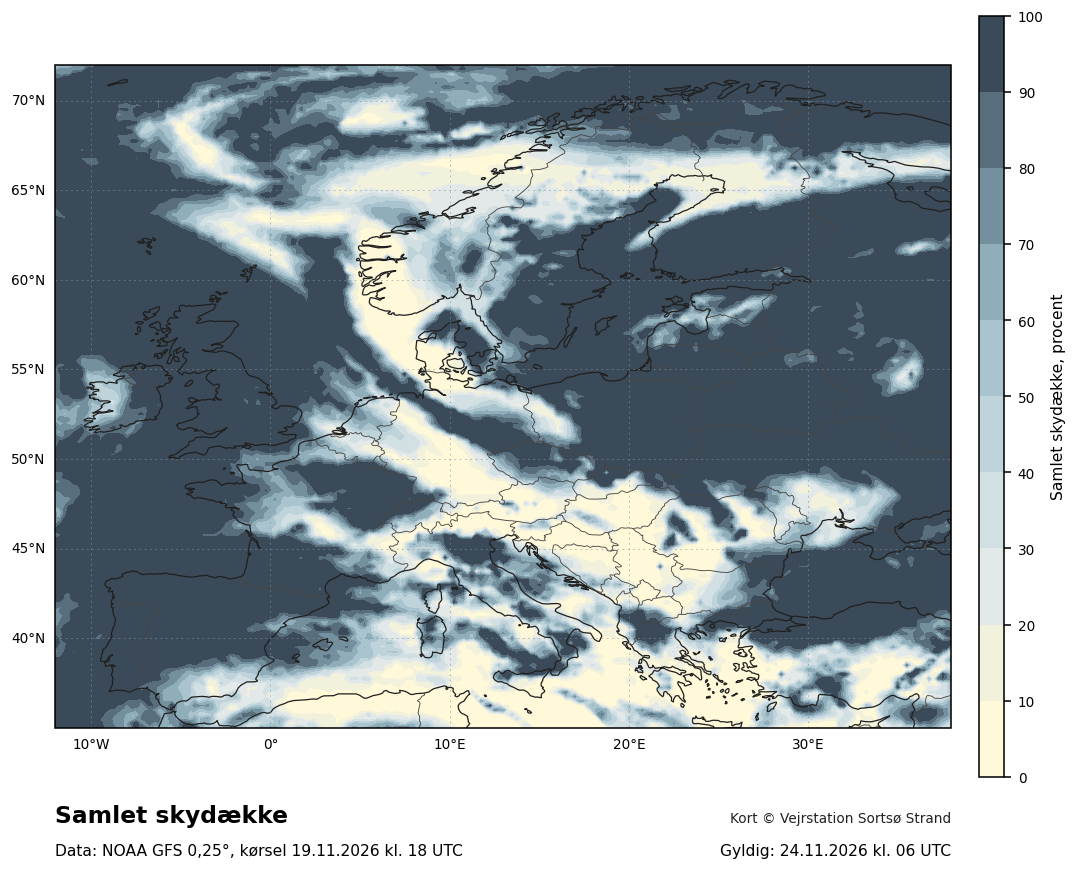 100
90
80
70
60
50
40
30
20
10
0
Samlet skydække, procent
70°N
65°N
60°N
55°N
50°N
45°N
40°N
10°W
0°
10°E
20°E
30°E
Samlet skydække
Kort © Vejrstation Sortsø Strand
Data: NOAA GFS 0,25°, kørsel 19.11.2026 kl. 18 UTC
Gyldig: 24.11.2026 kl. 06 UTC